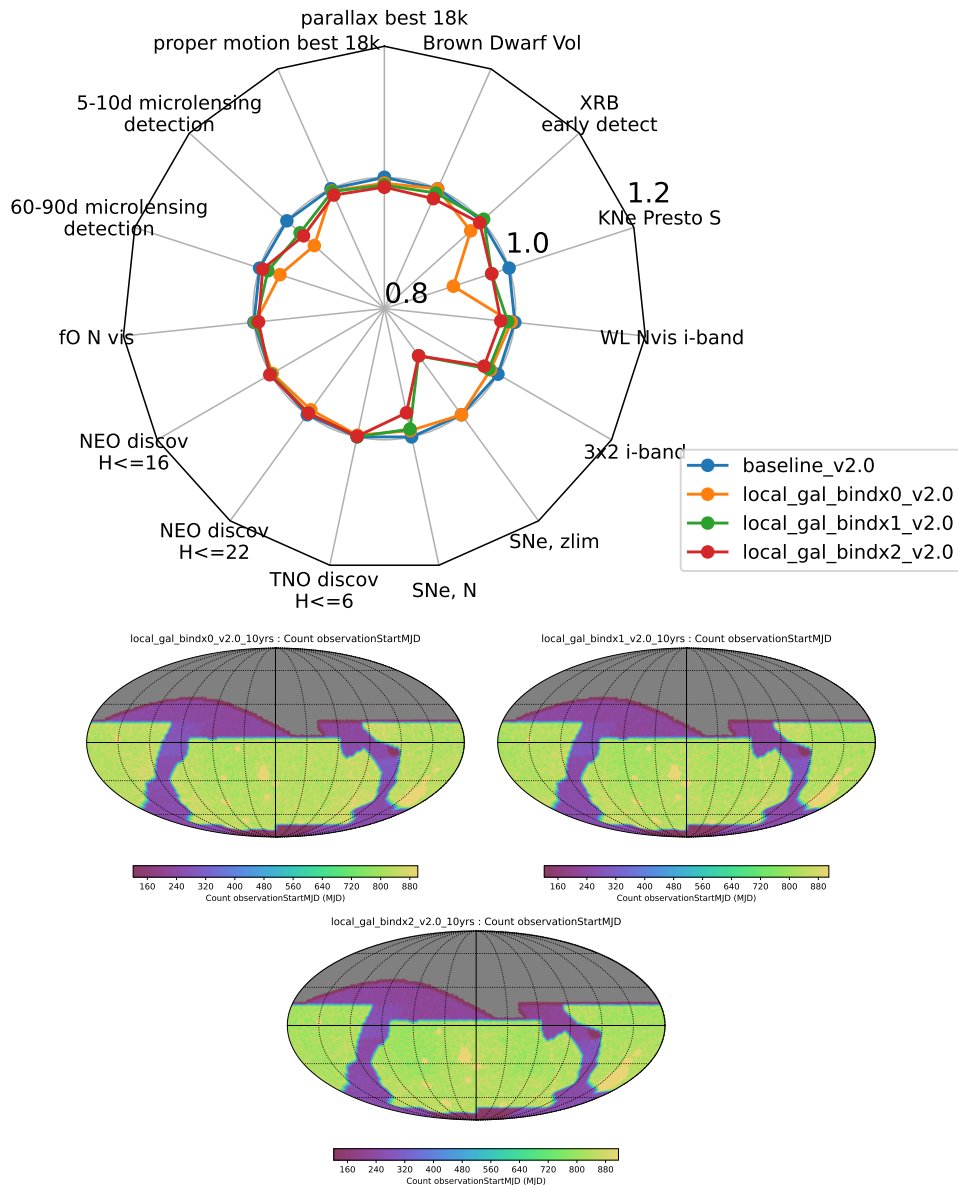 parallax best 18k
proper motion best 18k
Brown Dwarf Vol
5-10d microlensing
detection
XRB
early detect
1.2
60-90d microlensing
detection
KNe Presto S
1.0
0.8
fO N vis
WL Nvis i-band
NEO discov
H<=16
3x2 i-band
baseline_v2.0
local_gal_bindx0_v2.0
local_gal_bindx1_v2.0
local_gal_bindx2_v2.0
NEO discov
H<=22
SNe, zlim
TNO discov
H<=6
SNe, N
local_gal_bindx0_v2.0_10yrs : Count observationStartMJD
160 240 320 400 480 560 640 720 800 880
Count observationStartMJD (MJD)
local_gal_bindx1_v2.0_10yrs : Count observationStartMJD
160 240 320 400 480 560 640 720 800 880
Count observationStartMJD (MJD)
local_gal_bindx2_v2.0_10yrs : Count observationStartMJD
160 240 320 400 480 560 640 720 800 880
Count observationStartMJD (MJD)